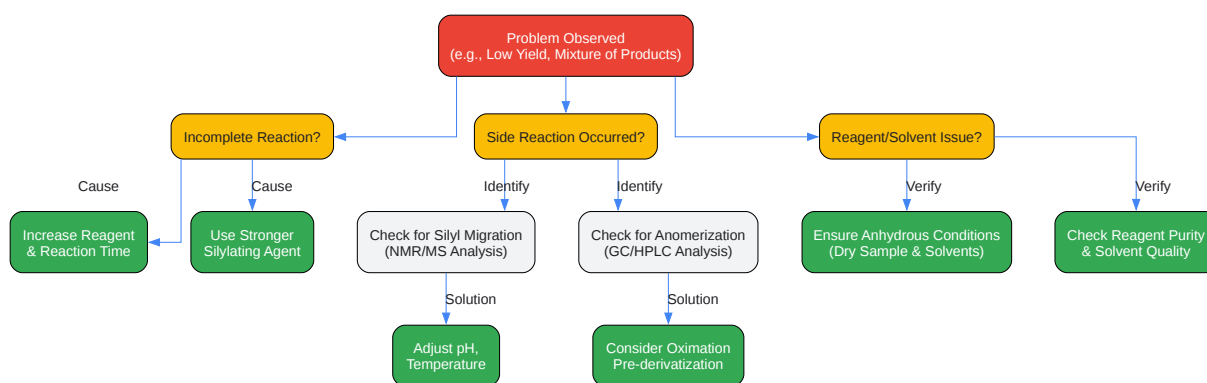 Problem Observed
(e.g., Low Yield, Mixture of Products)
Incomplete Reaction?
Side Reaction Occurred?
Reagent/Solvent Issue?
Cause
Cause
Identify
Identify
Verify
Verify
Increase Reagent
& Reaction Time
Use Stronger
Silylating Agent
Check for Silyl Migration
(NMR/MS Analysis)
Check for Anomerization
(GC/HPLC Analysis)
Ensure Anhydrous Conditions
(Dry Sample & Solvents)
Check Reagent Purity
& Solvent Quality
Solution
Solution
Adjust pH,
Temperature
Consider Oximation
Pre-derivatization